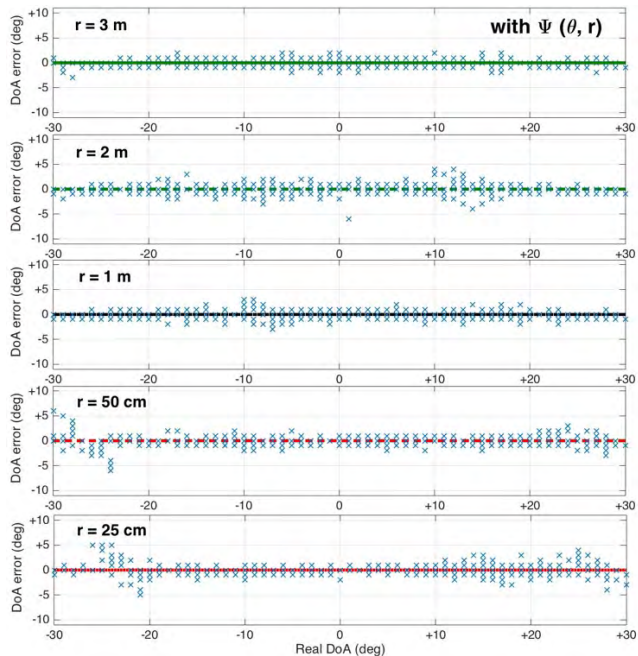 +10
r = 3 m
with Ψ (θ, r)
+5
0
-5
-10
DoA error (deg)
-30 -20 -10 0 +10 +20 +30
+10
r = 2 m
+5
0
-5
-10
DoA error (deg)
-30 -20 -10 0 +10 +20 +30
+10
r = 1 m
+5
0
-5
-10
DoA error (deg)
-30 -20 -10 0 +10 +20 +30
+10
r = 50 cm
+5
0
-5
-10
DoA error (deg)
-30 -20 -10 0 +10 +20 +30
+10
r = 25 cm
+5
0
-5
-10
DoA error (deg)
-30 -20 -10 0 +10 +20 +30
Real DoA (deg)